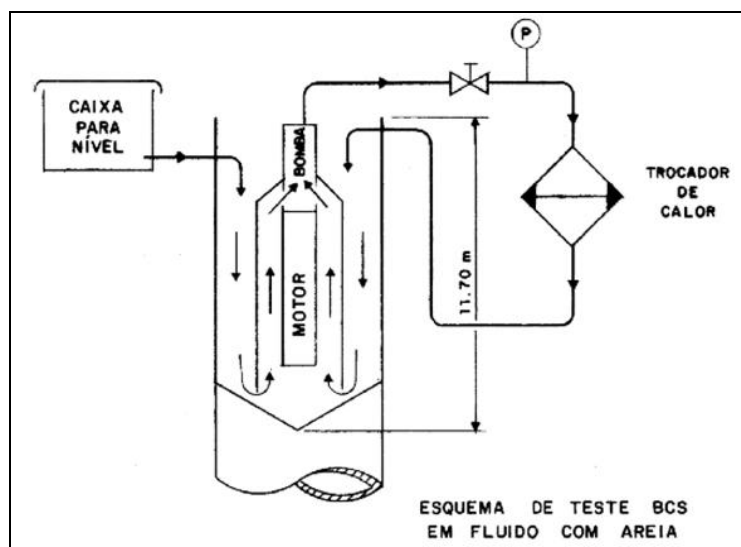 CAIXA
PARA
NÍVEL
BOMBA
MOTOR
P
11.70 m
TROCADOR
DE
CALOR
ESQUEMA DE TESTE BCS
EM FLUIDO COM AREIA